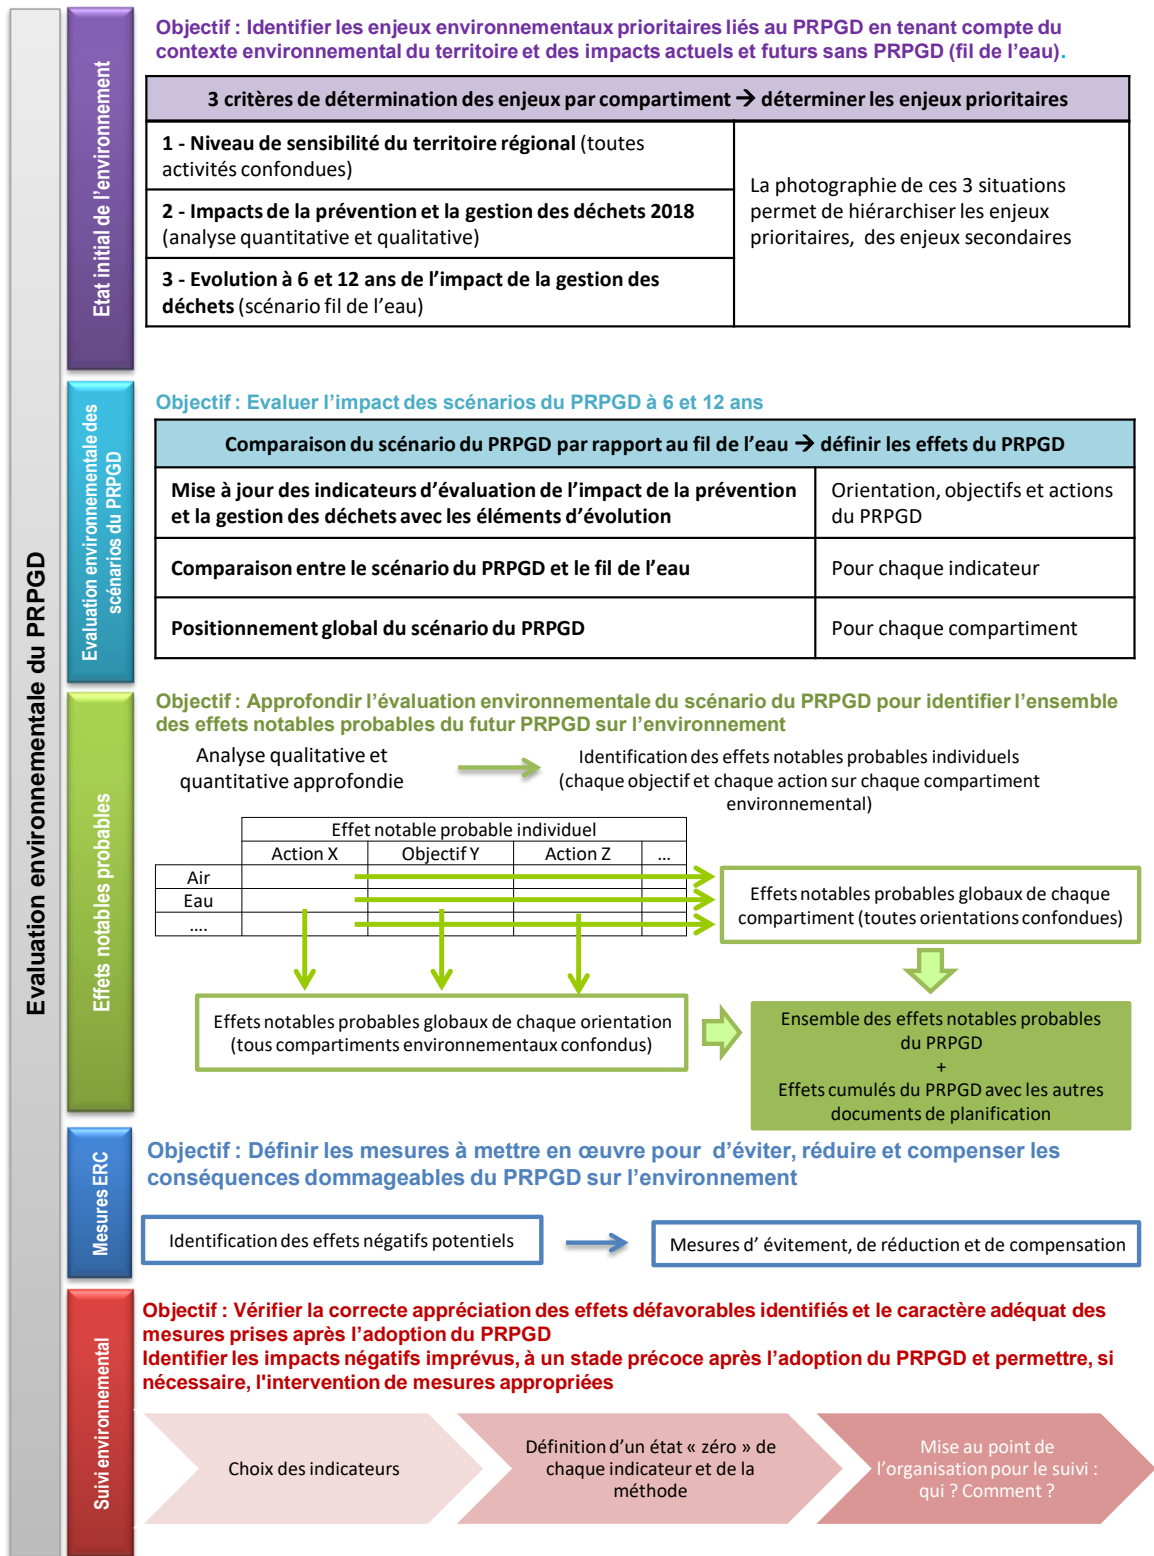 Evaluation environnementale du PRPGD
Etat initial de l'environnement
Objectif : Identifier les enjeux environnementaux prioritaires liés au PRPGD en tenant compte du
contexte environnemental du territoire et des impacts actuels et futurs sans PRPGD (fil de l'eau).
3 critères de détermination des enjeux par compartiment → déterminer les enjeux prioritaires
1 - Niveau de sensibilité du territoire régional (toutes
activités confondues)
2 - Impacts de la prévention et la gestion des déchets 2018
(analyse quantitative et qualitative)
3 - Evolution à 6 et 12 ans de l'impact de la gestion des
déchets (scénario fil de l'eau)
La photographie de ces 3 situations
permet de hiérarchiser les enjeux
prioritaires, des enjeux secondaires
Evaluation environnementale des
scénarios du PRPGD
Objectif : Evaluer l'impact des scénarios du PRPGD à 6 et 12 ans
Comparaison du scénario du PRPGD par rapport au fil de l'eau → définir les effets du PRPGD
Mise à jour des indicateurs d'évaluation de l'impact de la prévention
et la gestion des déchets avec les éléments d'évolution
Orientation, objectifs et actions
du PRPGD
Comparaison entre le scénario du PRPGD et le fil de l'eau
Pour chaque indicateur
Positionnement global du scénario du PRPGD
Pour chaque compartiment
Effets notables probables
Objectif : Approfondir l'évaluation environnementale du scénario du PRPGD pour identifier l'ensemble
des effets notables probables du futur PRPGD sur l'environnement
Analyse qualitative et
quantitative approfondie
Identification des effets notables probables individuels
(chaque objectif et chaque action sur chaque compartiment
environnemental)
Effet notable probable individuel
Action X Objectif Y Action Z ...
Air
Eau
....
Effets notables probables globaux de chaque
compartiment (toutes orientations confondues)
Effets notables probables globaux de chaque orientation
(tous compartiments environnementaux confondus)
Ensemble des effets notables probables
du PRPGD
+
Effets cumulés du PRPGD avec les autres
documents de planification
Mesures ERC
Objectif : Définir les mesures à mettre en œuvre pour d'éviter, réduire et compenser les
conséquences dommageables du PRPGD sur l'environnement
Identification des effets négatifs potentiels
Mesures d' évitement, de réduction et de compensation
Suivi environnemental
Objectif : Vérifier la correcte appréciation des effets défavorables identifiés et le caractère adéquat des
mesures prises après l'adoption du PRPGD
Identifier les impacts négatifs imprévus, à un stade précoce après l'adoption du PRPGD et permettre, si
nécessaire, l'intervention de mesures appropriées
Choix des indicateurs
Définition d'un état « zéro » de
chaque indicateur et de la
méthode
Mise au point de
l'organisation pour le suivi :
qui ? Comment ?